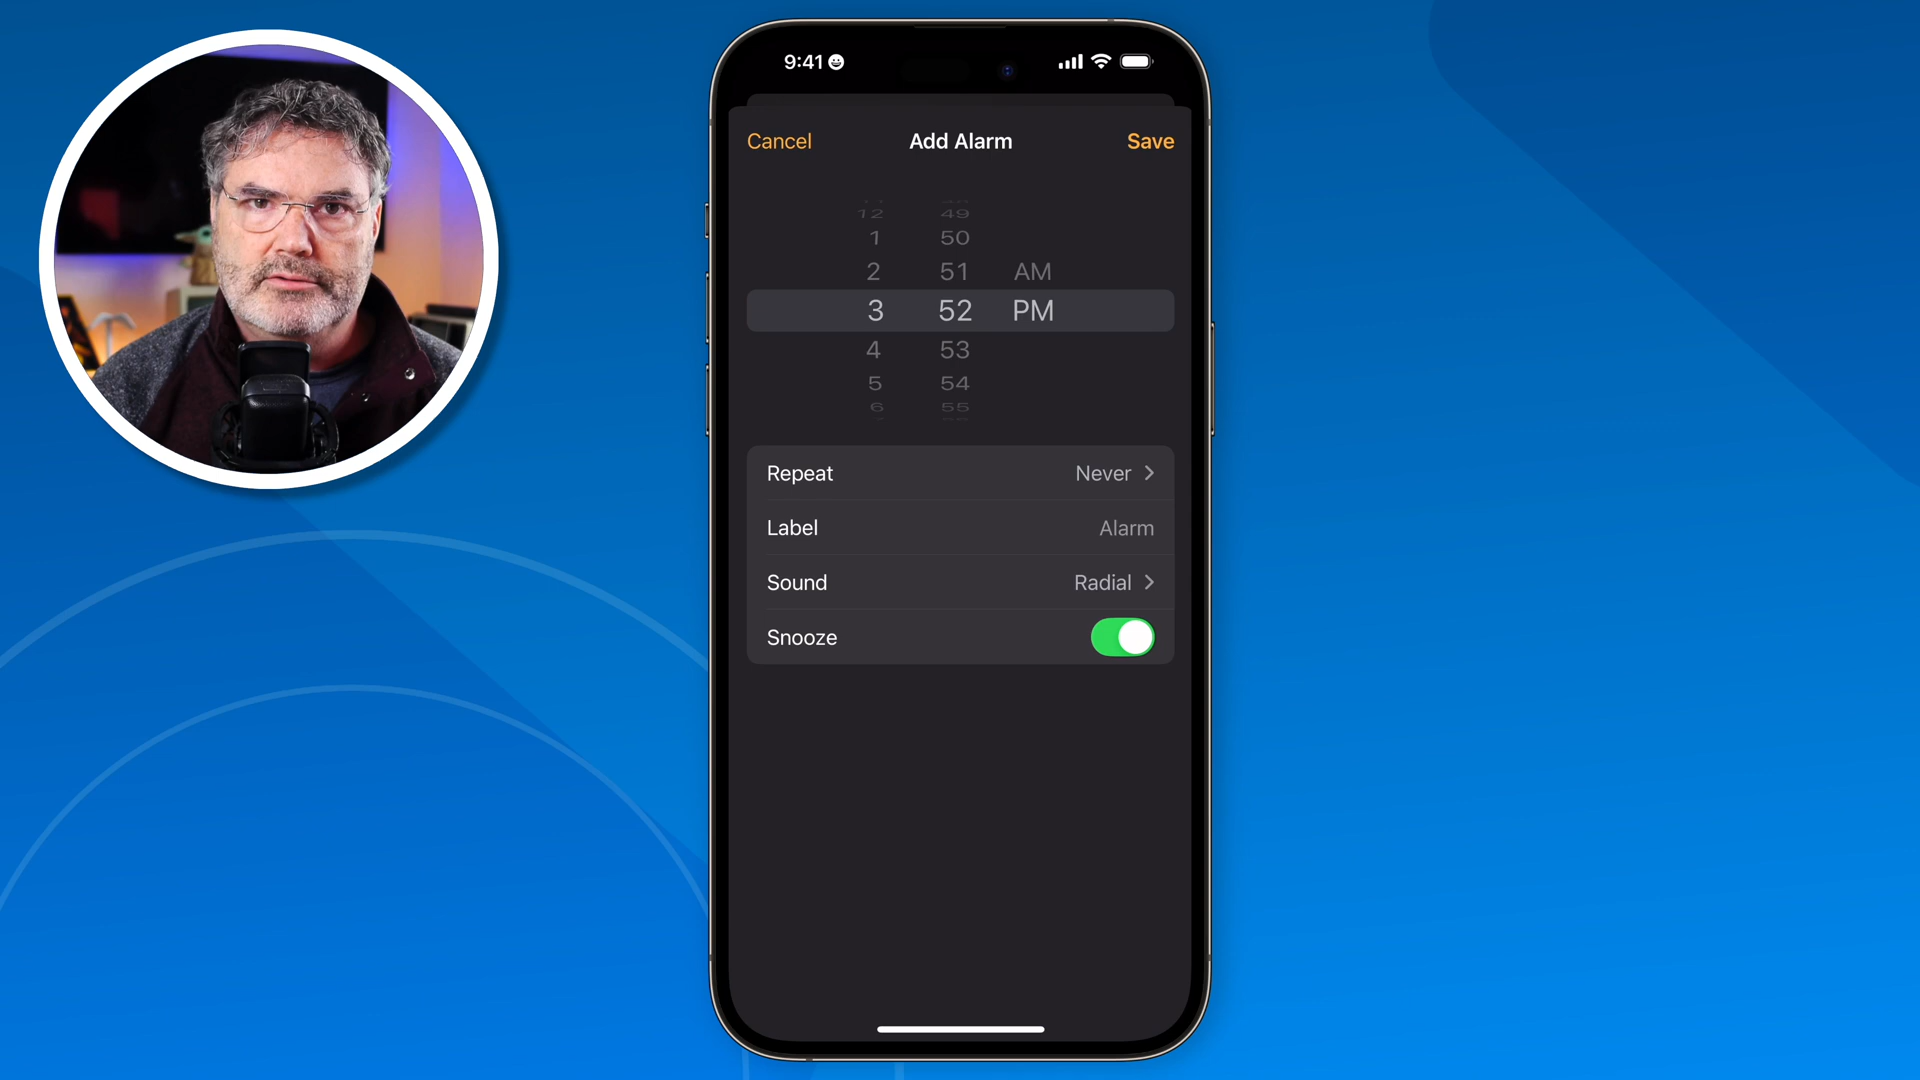 9:41
Cancel Add Alarm Save
12 49
1 50
2 51 AM
3 52 PM
4 53
5 54
6 55
Repeat Never
Label Alarm
Sound Radial
Snooze